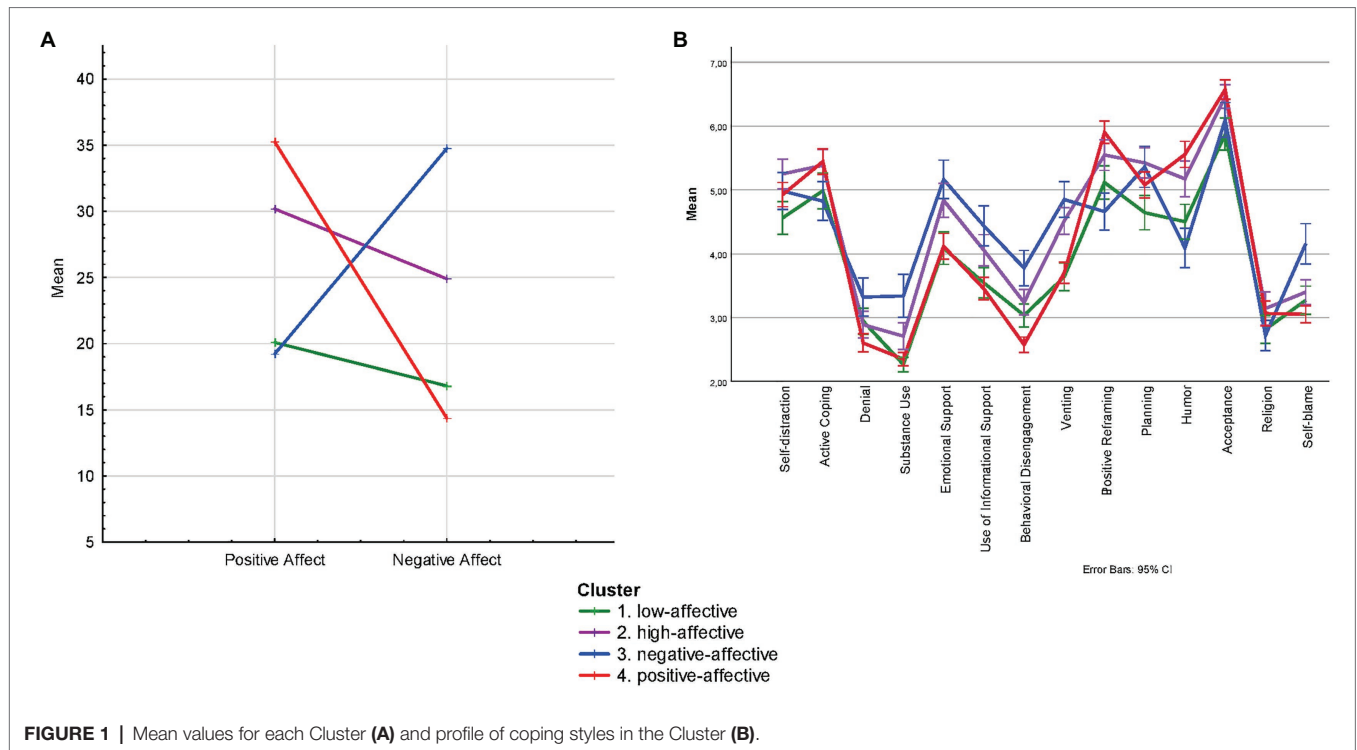 A
Mean
40
35
30
25
20
15
10
5
Positive Affect
Negative Affect
B
Mean
7,00
6,00
5,00
4,00
3,00
2,00
Self-distraction
Active Coping
Denial
Substance Use
Emotional Support
Use of Informational Support
Behavioral Disengagement
Venting
Positive Reframing
Planning
Humor
Acceptance
Religion
Self-blame
Error Bars: 95% CI
Cluster
1. low-affective
2. high-affective
3. negative-affective
4. positive-affective
FIGURE 1 | Mean values for each Cluster (A) and profile of coping styles in the Cluster (B).